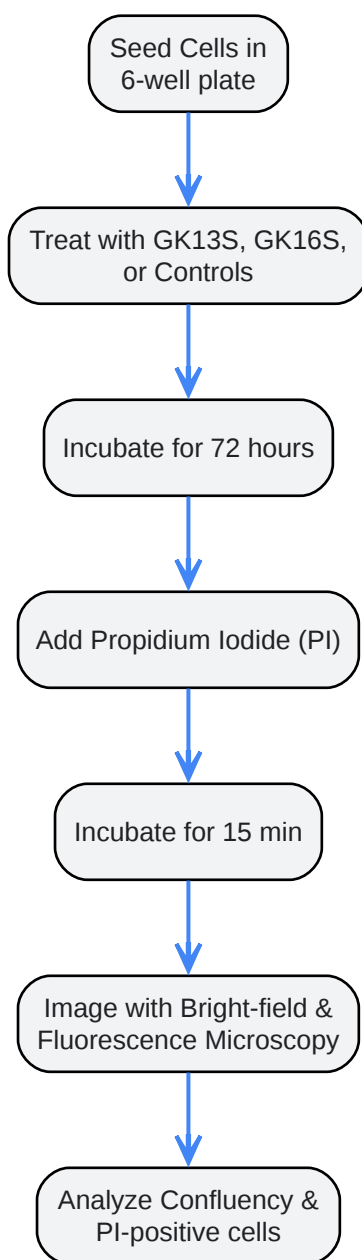 Seed Cells in
6-well plate
Treat with GK13S, GK16S,
or Controls
Incubate for 72 hours
Add Propidium Iodide (PI)
Incubate for 15 min
Image with Bright-field &
Fluorescence Microscopy
Analyze Confluency &
PI-positive cells